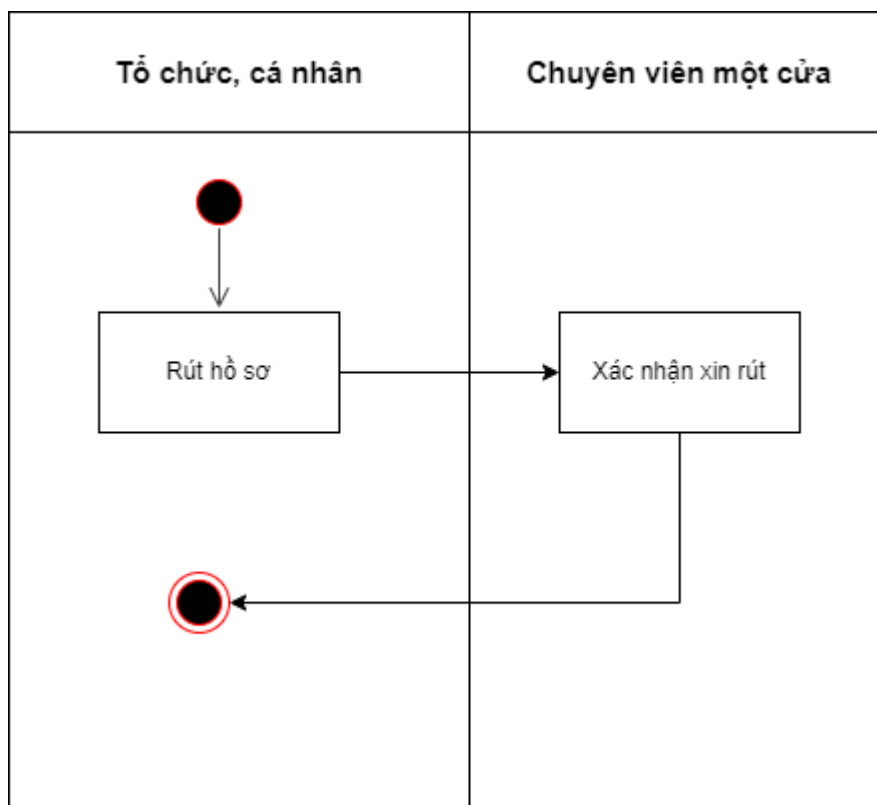 Tổ chức, cá nhân
Chuyên viên một cửa
Rút hồ sơ
Xác nhận xin rút